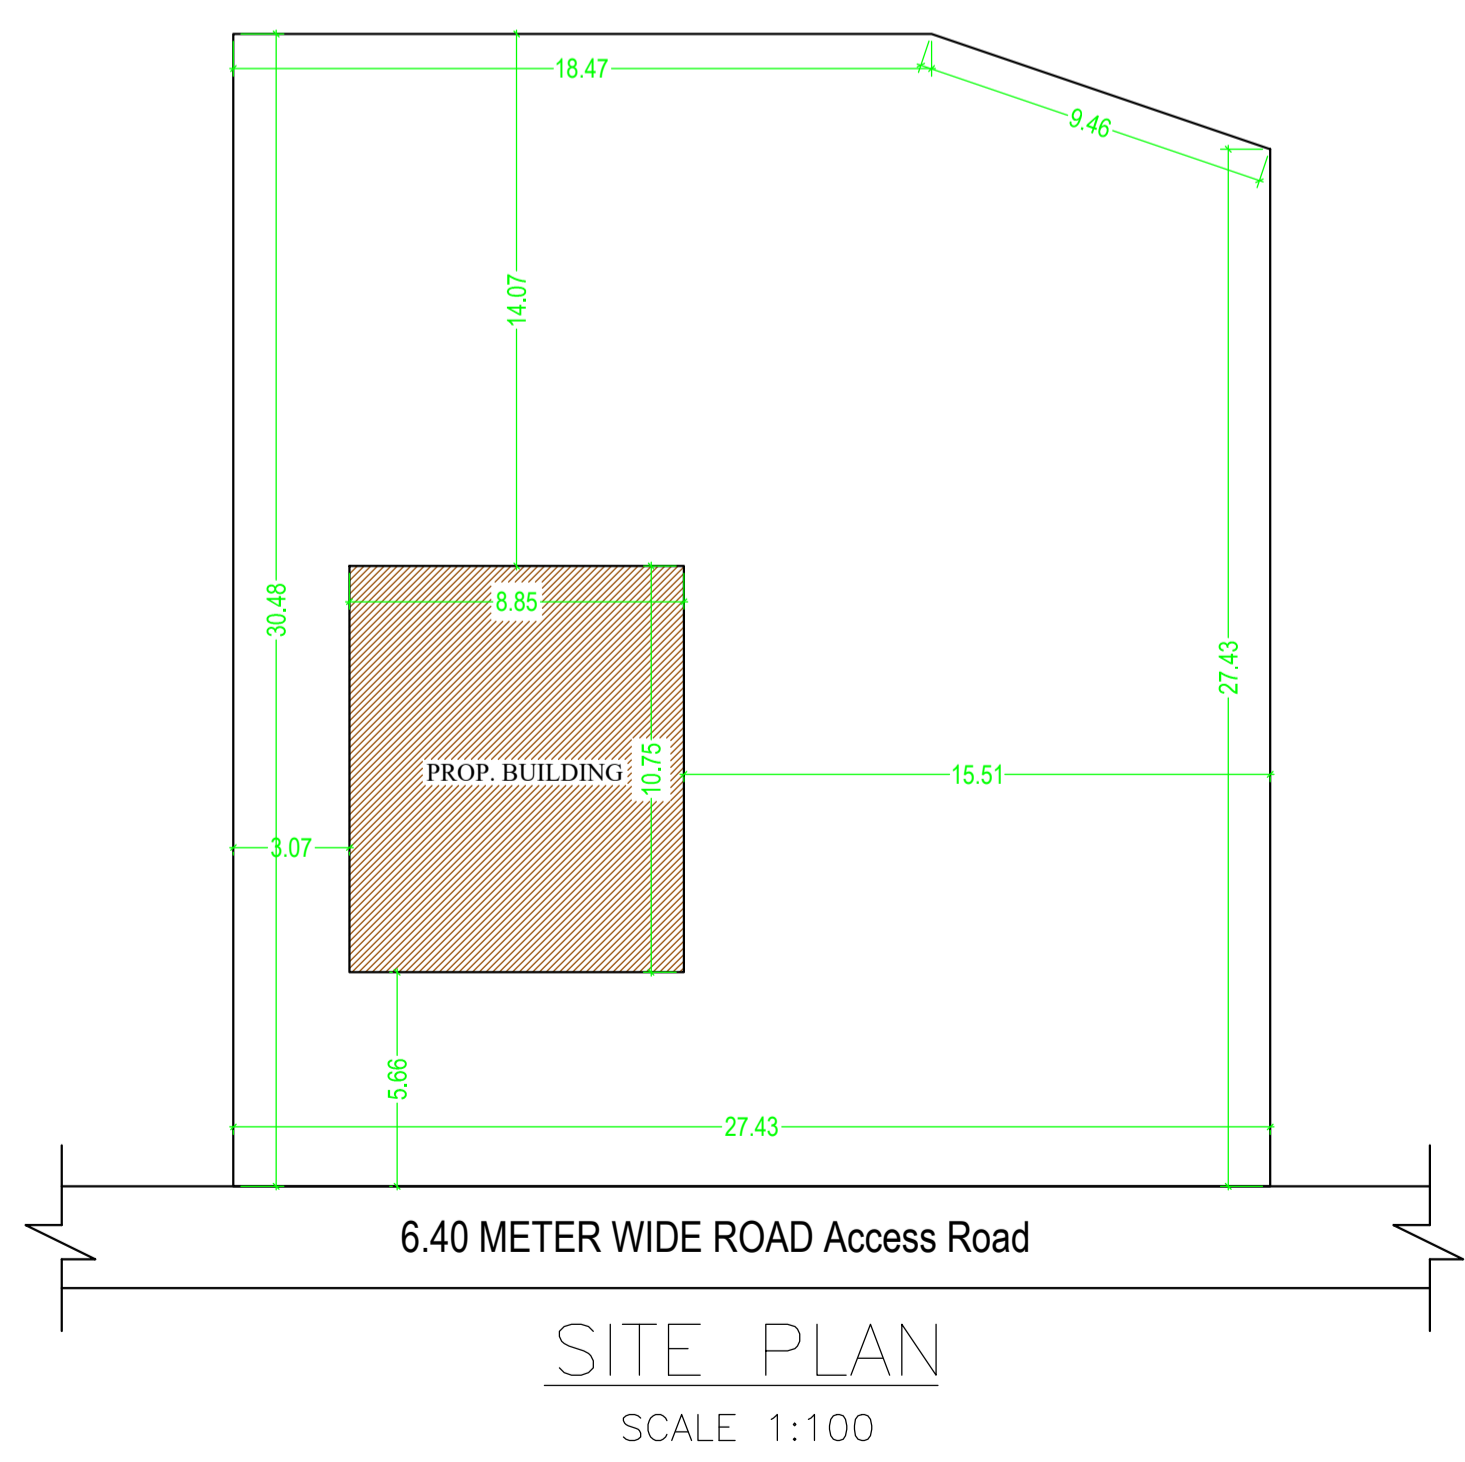 18.47
9.46
14.07
30.48
8.85
27.43
PROP. BUILDING
10.75
15.51
3.07
5.66
27.43
6.40 METER WIDE ROAD Access Road
SITE PLAN
SCALE 1:100